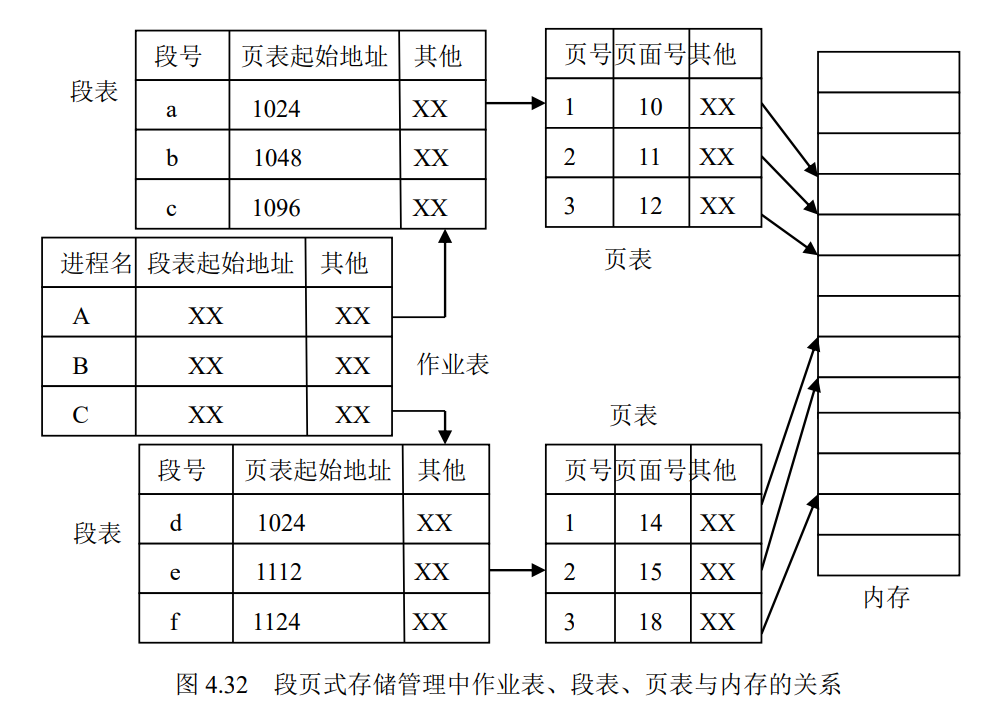 段表
段号 页表起始地址 其他
a 1024 XX
b 1048 XX
c 1096 XX
页号 页面号 其他
1 10 XX
2 11 XX
3 12 XX
页表
进程名 段表起始地址 其他
A XX XX
B XX XX
C XX XX
作业表
段表
段号 页表起始地址 其他
d 1024 XX
e 1112 XX
f 1124 XX
页表
页号 页面号 其他
1 14 XX
2 15 XX
3 18 XX
内存
图 4.32 段页式存储管理中作业表、段表、页表与内存的关系